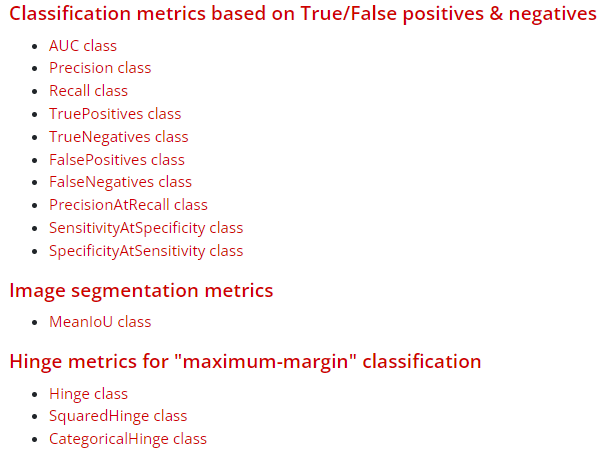 Classification metrics based on True/False positives & negatives
• AUC class
• Precision class
• Recall class
• TruePositives class
• TrueNegatives class
• FalsePositives class
• FalseNegatives class
• PrecisionAtRecall class
• SensitivityAtSpecificity class
• SpecificityAtSensitivity class
Image segmentation metrics
• MeanIoU class
Hinge metrics for "maximum-margin" classification
• Hinge class
• SquaredHinge class
• CategoricalHinge class